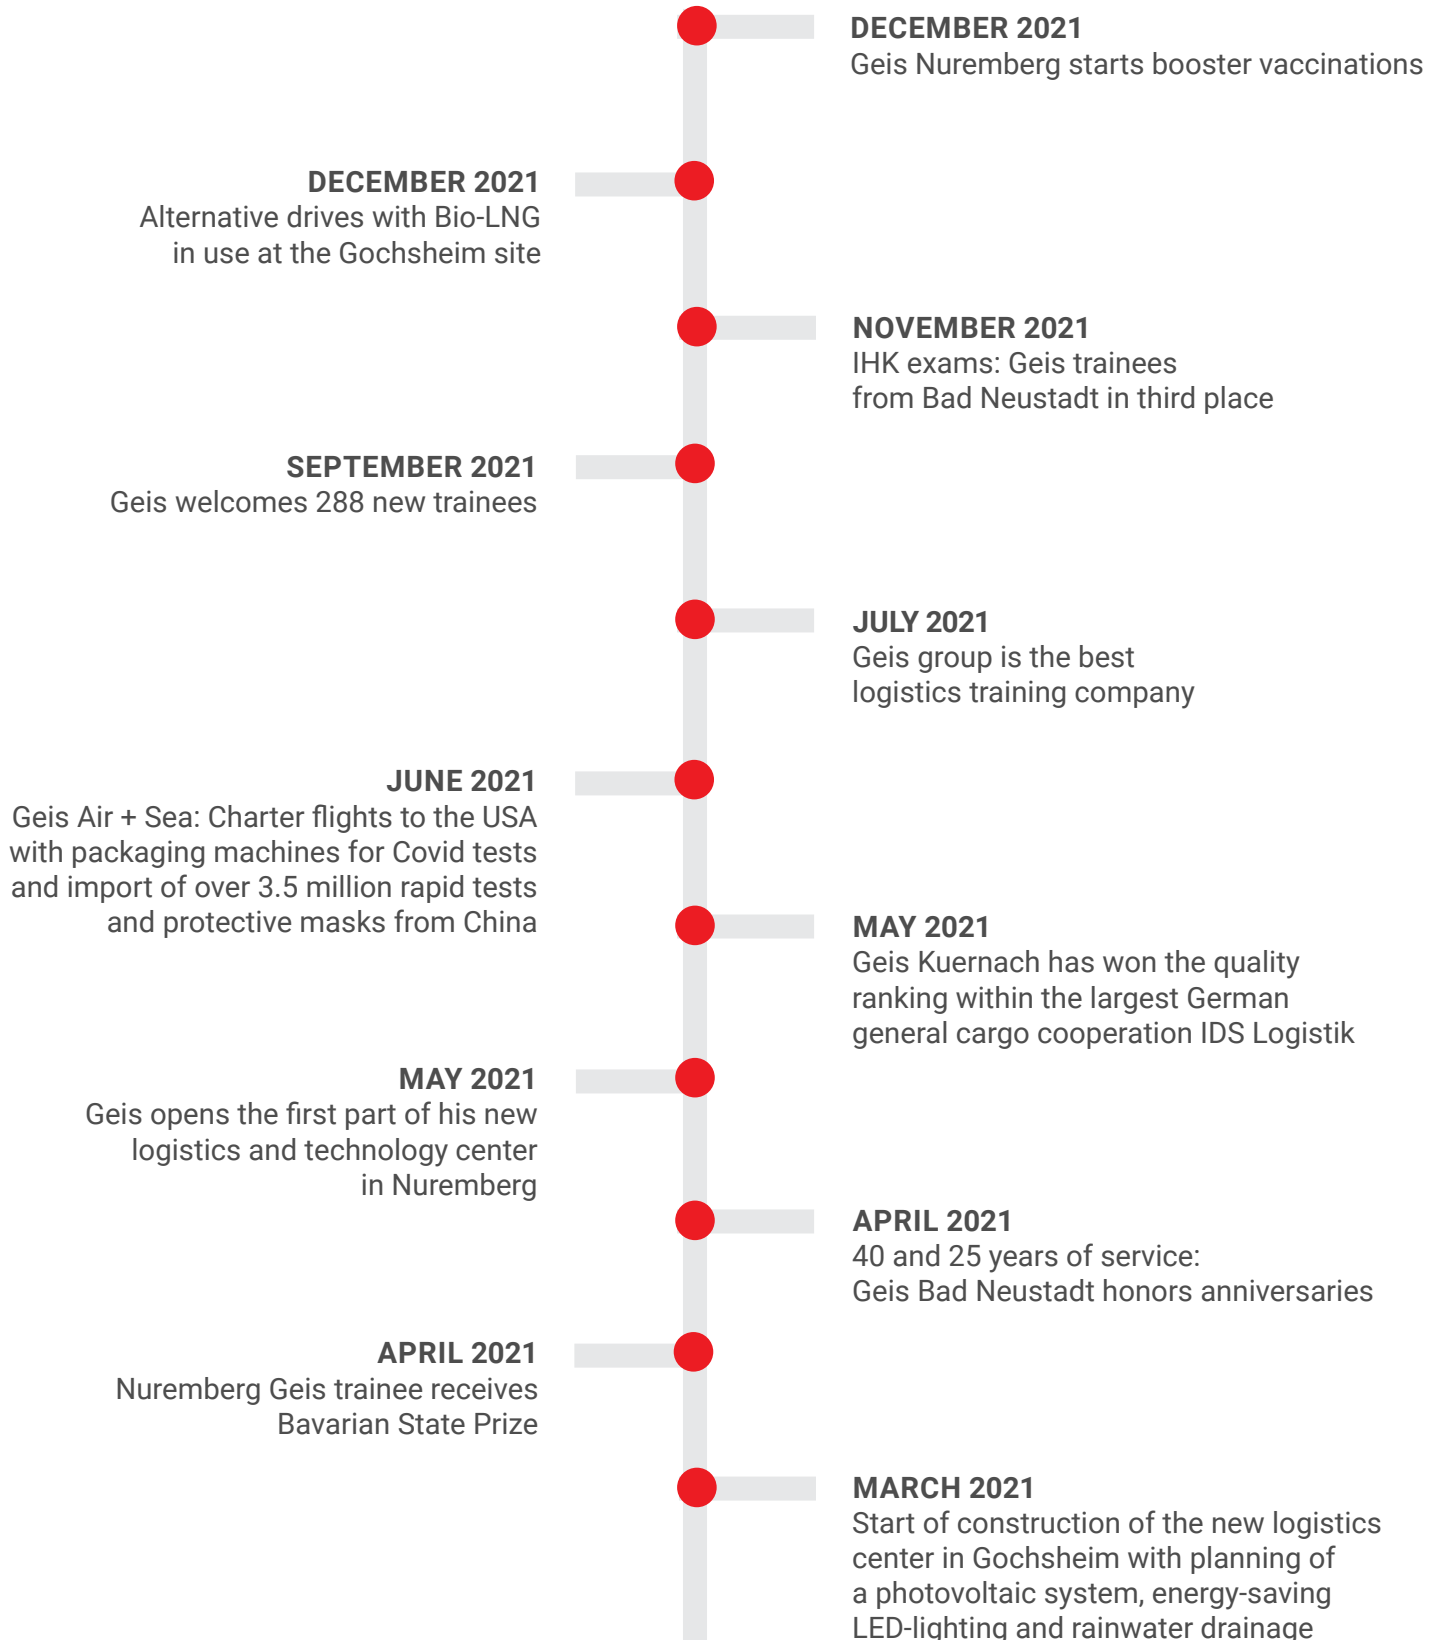 DECEMBER 2021
Geis Nuremberg starts booster vaccinations
DECEMBER 2021
Alternative drives with Bio-LNG
in use at the Gochsheim site
NOVEMBER 2021
IHK exams: Geis trainees
from Bad Neustadt in third place
SEPTEMBER 2021
Geis welcomes 288 new trainees
JULY 2021
Geis group is the best
logistics training company
JUNE 2021
Geis Air + Sea: Charter flights to the USA
with packaging machines for Covid tests
and import of over 3.5 million rapid tests
and protective masks from China
MAY 2021
Geis Kuernach has won the quality
ranking within the largest German
general cargo cooperation IDS Logistik
MAY 2021
Geis opens the first part of his new
logistics and technology center
in Nuremberg
APRIL 2021
40 and 25 years of service:
Geis Bad Neustadt honors anniversaries
APRIL 2021
Nuremberg Geis trainee receives
Bavarian State Prize
MARCH 2021
Start of construction of the new logistics
center in Gochsheim with planning of
a photovoltaic system, energy-saving
LED-lighting and rainwater drainage